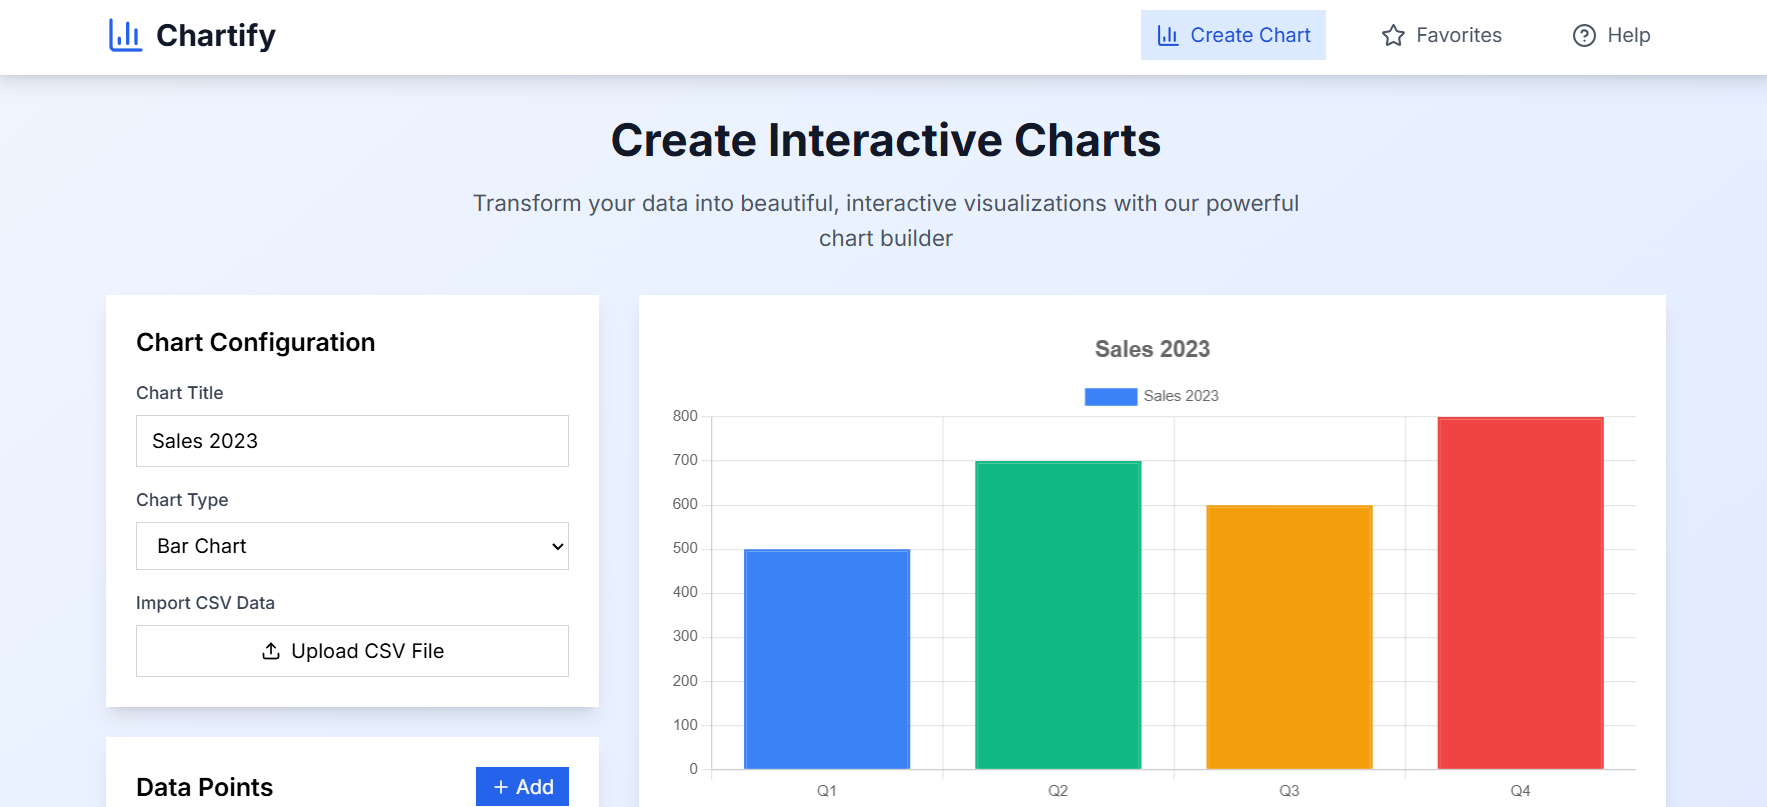 Chartify
Create Chart
Favorites
Help
Create Interactive Charts
Transform your data into beautiful, interactive visualizations with our powerful
chart builder
Chart Configuration
Chart Title
Sales 2023
Chart Type
Bar Chart
Import CSV Data
Upload CSV File
Data Points
+ Add
Sales 2023
Sales 2023
800
700
600
500
400
300
200
100
0
Q1
Q2
Q3
Q4